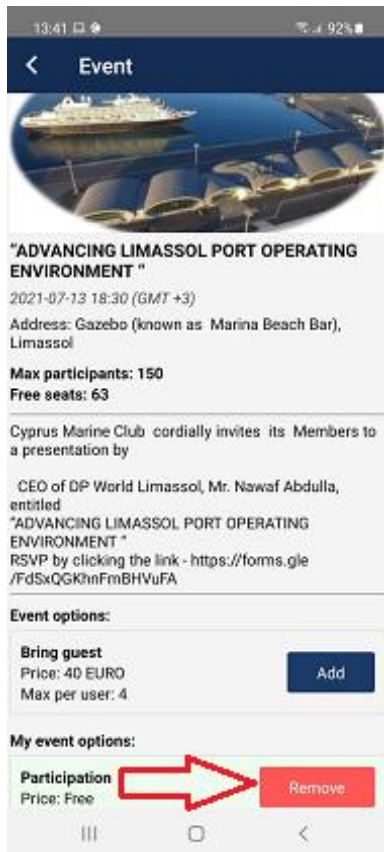 13:41
92%
Event
"ADVANCING LIMASSOL PORT OPERATING
ENVIRONMENT "
2021-07-13 18:30 (GMT +3)
Address: Gazebo (known as Marina Beach Bar),
Limassol
Max participants: 150
Free seats: 63
Cyprus Marine Club cordially invites its Members to
a presentation by
CEO of DP World Limassol, Mr. Nawaf Abdulla,
entitled
"ADVANCING LIMASSOL PORT OPERATING
ENVIRONMENT "
RSVP by clicking the link - https://forms.gle
/FdSxQGKhnFmBHVuFA
Event options:
Bring guest
Price: 40 EURO
Max per user: 4
Add
My event options:
Participation
Price: Free
Remove